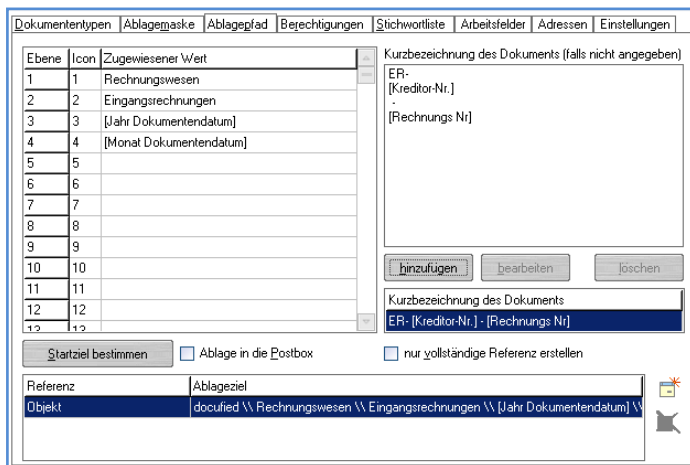 Dokumententypen Ablagemaske Ablagepfad Berechtigungen Stichwortliste Arbeitsfelder Adressen Einstellungen
Ebene Icon Zugewiesener Wert
1 1 Rechnungswesen
2 2 Eingangsrechnungen
3 3 [Jahr Dokumentendatum]
4 4 [Monat Dokumentendatum]
5 5
6 6
7 7
8 8
9 9
10 10
11 11
12 12
13 13
Kurzbezeichnung des Dokuments (falls nicht angegeben)
ER-
[Kreditor-Nr.]
-
[Rechnungs Nr]
hinzufügen bearbeiten löschen
Kurzbezeichnung des Dokuments
ER- [Kreditor-Nr.] - [Rechnungs Nr]
Startziel bestimmen Ablage in die Postbox nur vollständige Referenz erstellen
Referenz Ablageziel
Objekt docufied \\ Rechnungswesen \\ Eingangsrechnungen \\ [Jahr Dokumentendatum] \\